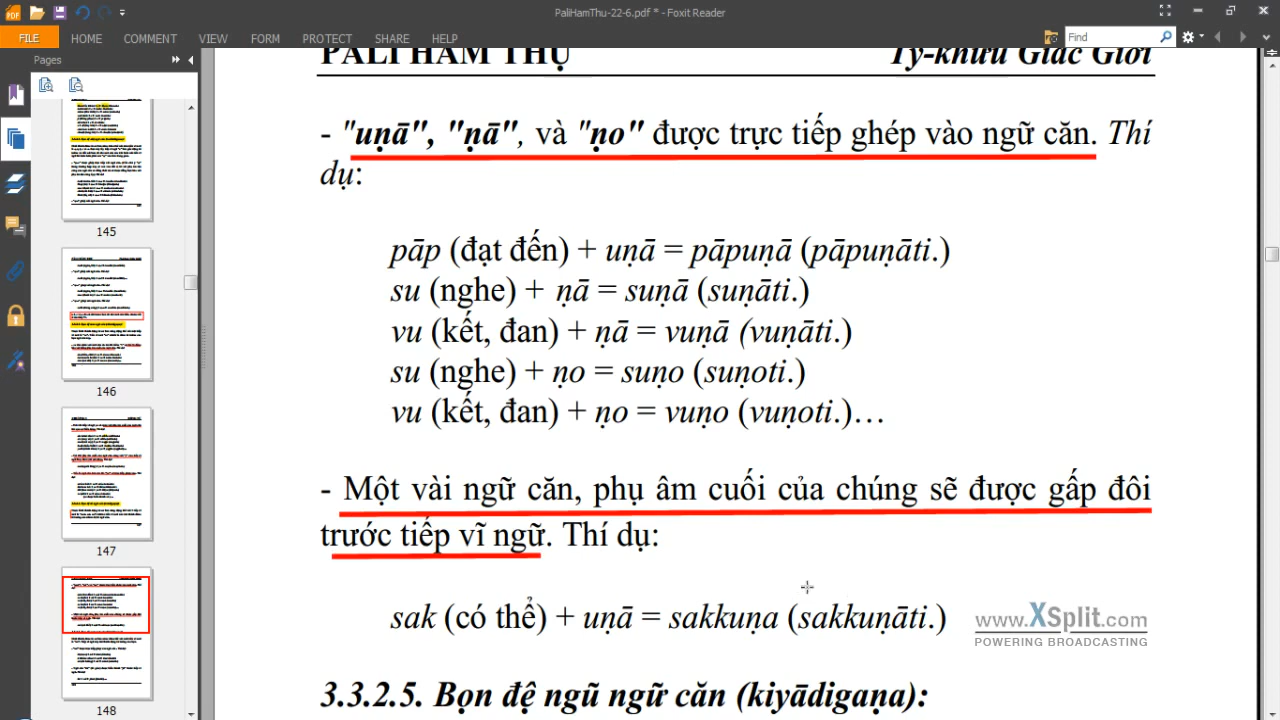 PaliHamThu-22-6.pdf * - Foxit Reader
FILE HOME COMMENT VIEW FORM PROTECT SHARE HELP
Find
Pages
PALI HÀM THỤ Tỳ-khưu Giác Giới
- "uṇā", "ṇā", và "ṇo" được trực tiếp ghép vào ngữ căn. Thí
dụ:
pāp (đạt đến) + uṇā = pāpuṇā (pāpuṇāti.)
su (nghe) + ṇā = suṇā (suṇāti.)
vu (kết, đan) + ṇā = vuṇā (vuṇāti.)
su (nghe) + ṇo = suṇo (suṇoti.)
vu (kết, đan) + ṇo = vuṇo (vuṇoti.)…
- Một vài ngữ căn, phụ âm cuối của chúng sẽ được gấp đôi
trước tiếp vĩ ngữ. Thí dụ:
sak (có thể) + uṇā = sakkuṇa (sakkuṇāti.)
3.3.2.5. Bọn đệ ngũ ngữ căn (kiyādigaṇa):
145
146
147
148
www.XSplit.com
POWERING BROADCASTING